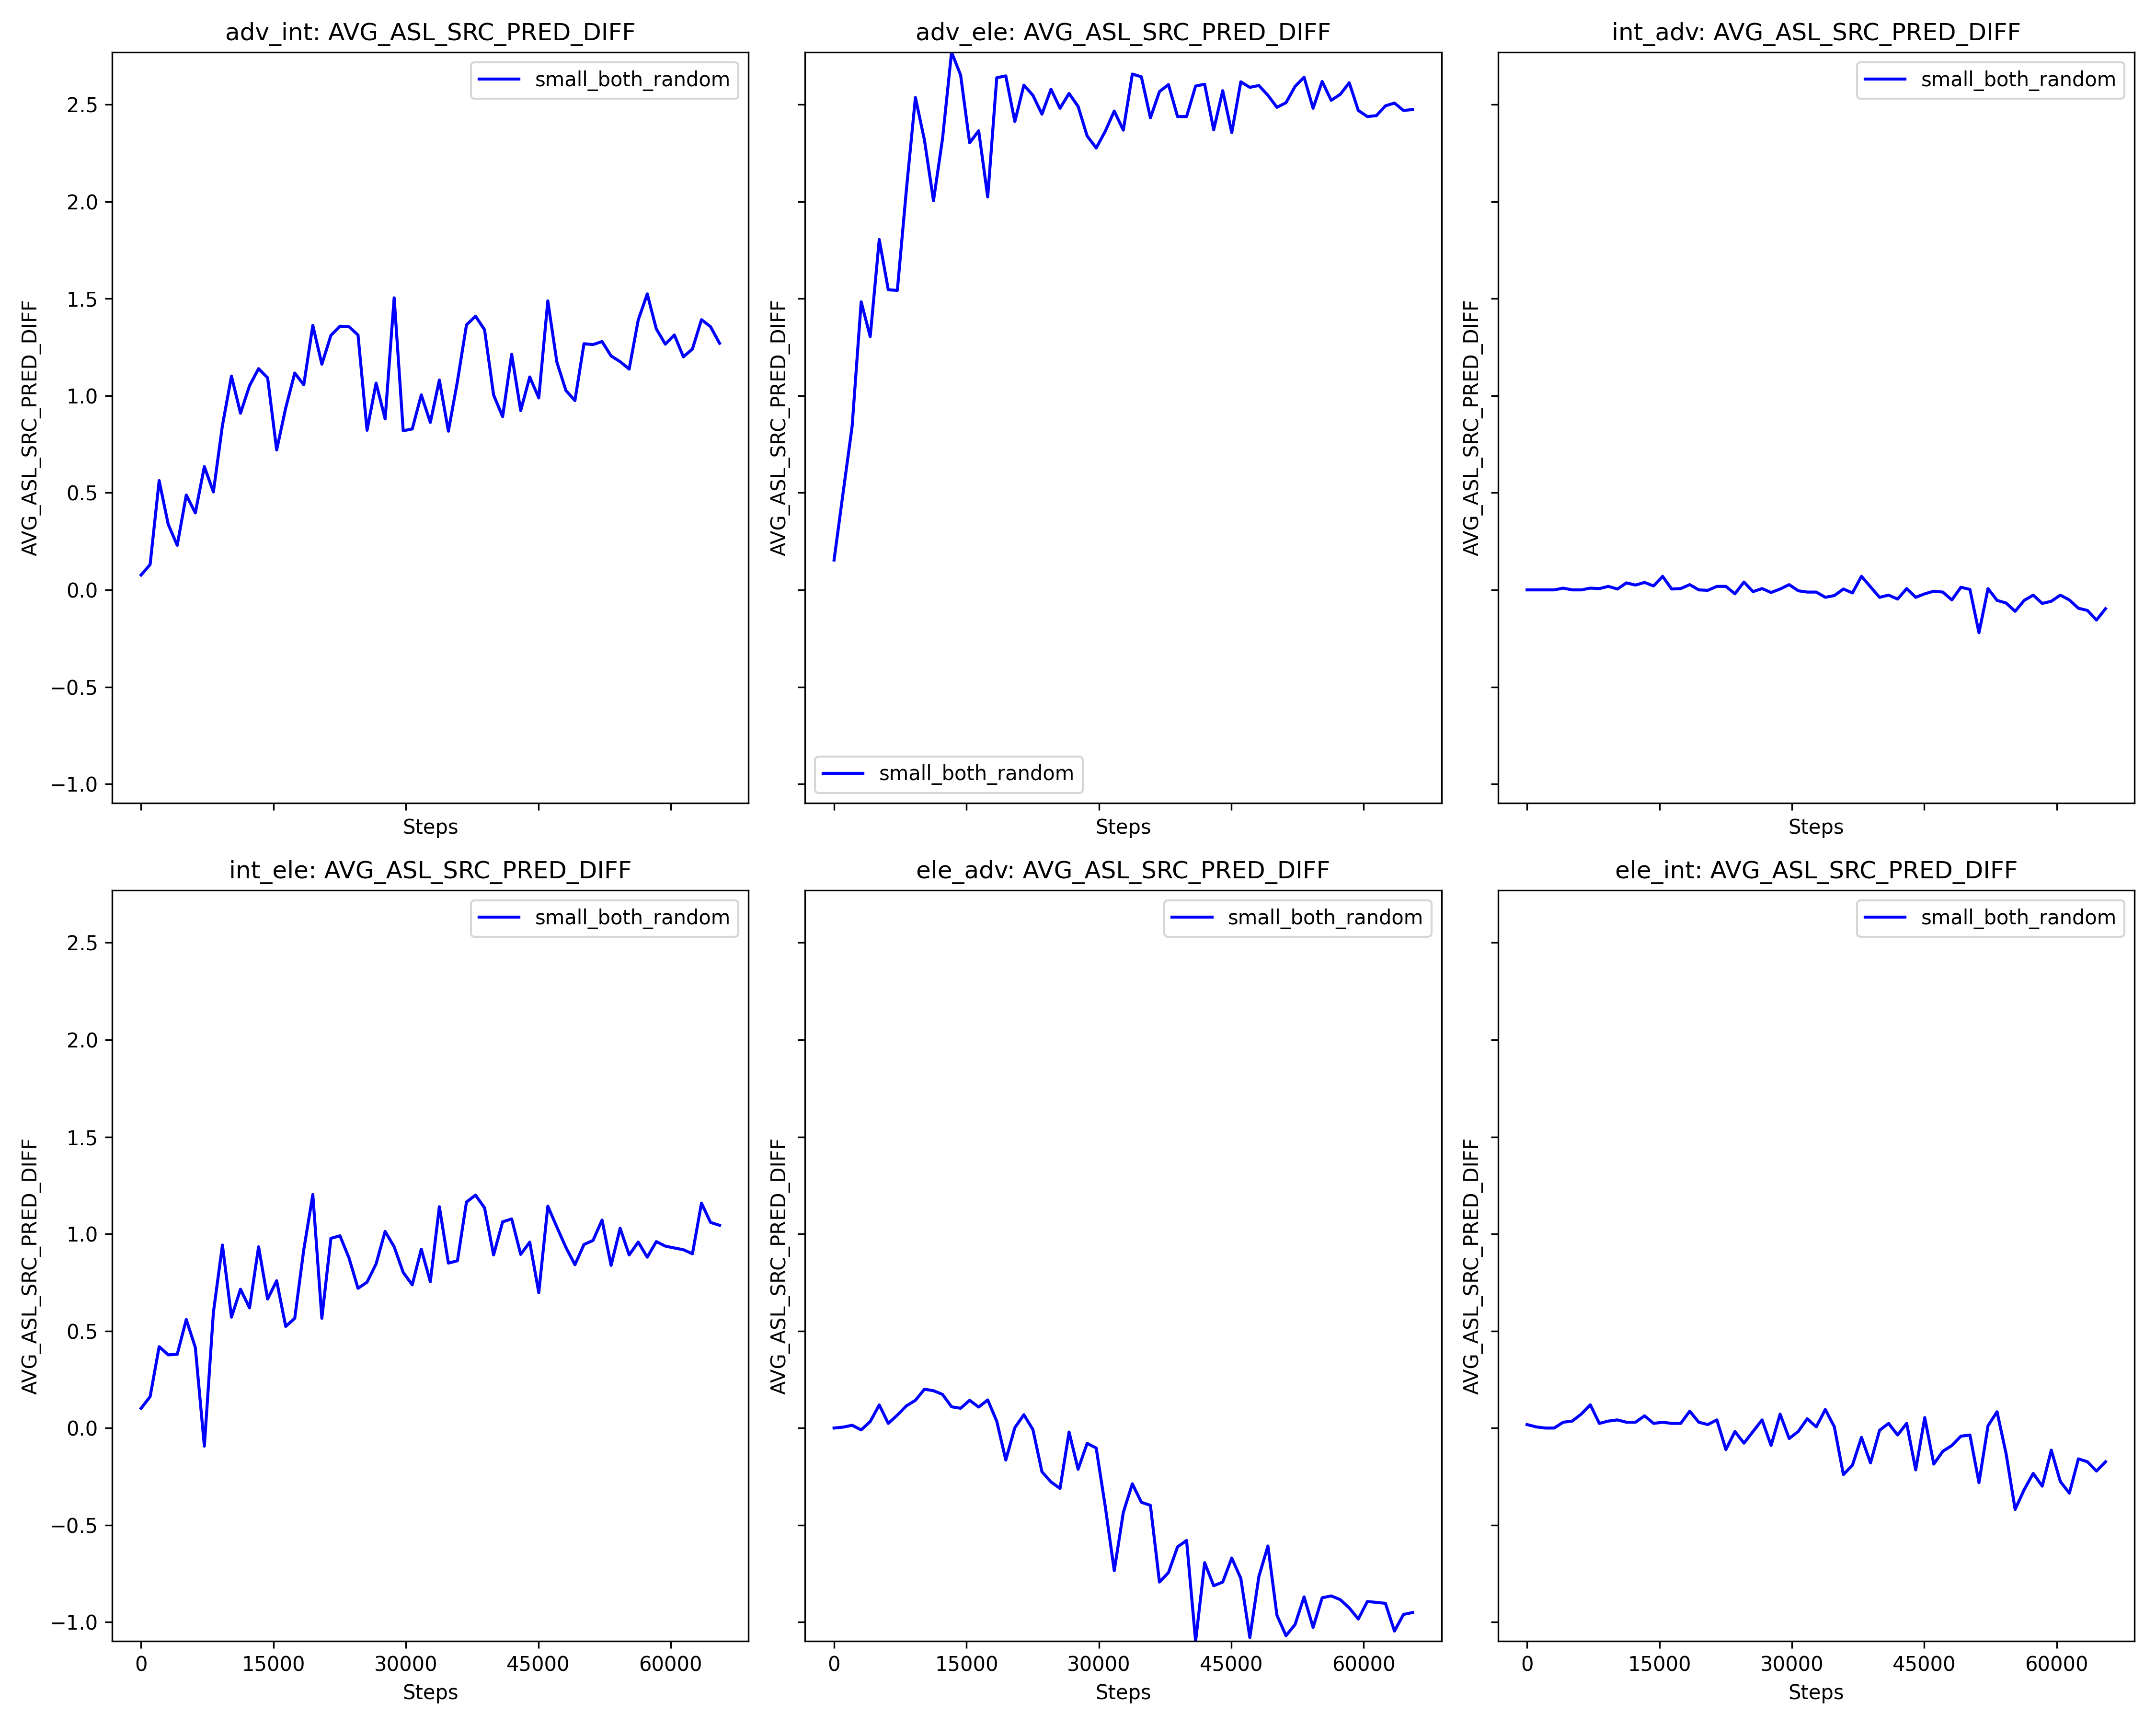 adv_int: AVG_ASL_SRC_PRED_DIFF
adv_ele: AVG_ASL_SRC_PRED_DIFF
int_adv: AVG_ASL_SRC_PRED_DIFF
small_both_random
small_both_random
small_both_random
AVG_ASL_SRC_PRED_DIFF
AVG_ASL_SRC_PRED_DIFF
AVG_ASL_SRC_PRED_DIFF
2.5
2.0
1.5
1.0
0.5
0.0
−0.5
−1.0
Steps
Steps
Steps
int_ele: AVG_ASL_SRC_PRED_DIFF
ele_adv: AVG_ASL_SRC_PRED_DIFF
ele_int: AVG_ASL_SRC_PRED_DIFF
small_both_random
small_both_random
small_both_random
AVG_ASL_SRC_PRED_DIFF
AVG_ASL_SRC_PRED_DIFF
AVG_ASL_SRC_PRED_DIFF
2.5
2.0
1.5
1.0
0.5
0.0
−0.5
−1.0
0 15000 30000 45000 60000
0 15000 30000 45000 60000
0 15000 30000 45000 60000
Steps
Steps
Steps